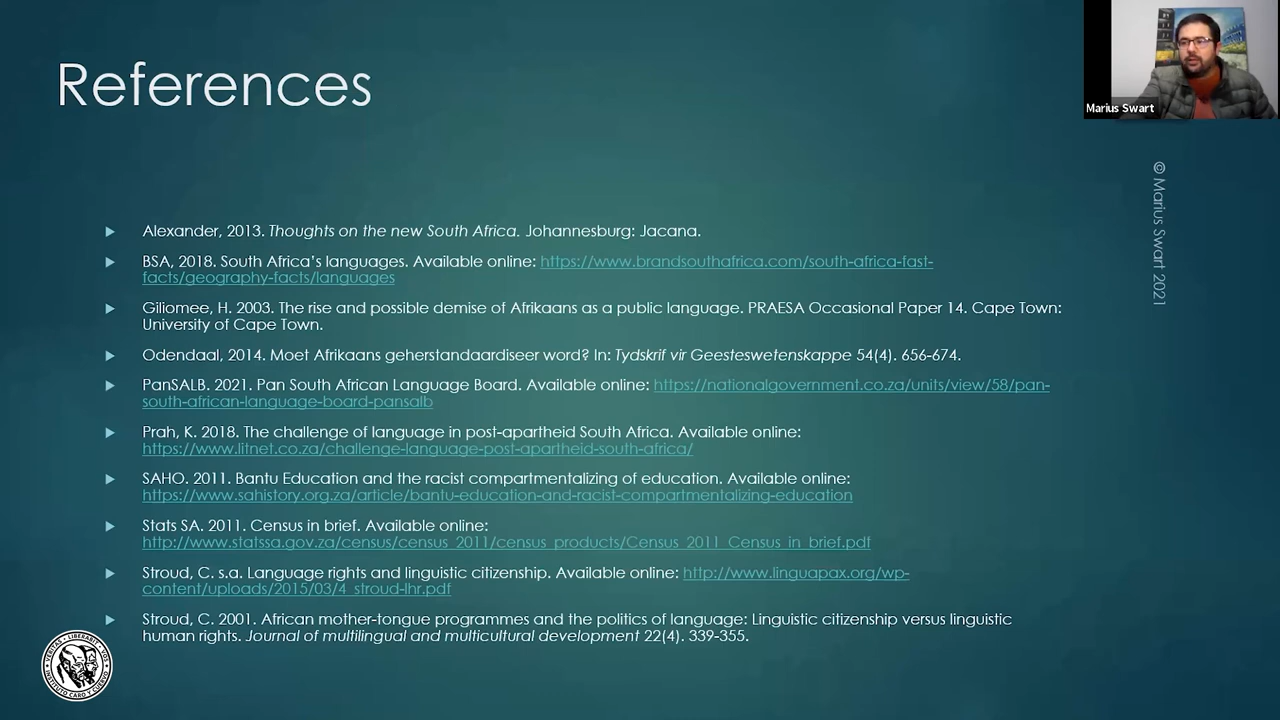 References
Marius Swart
© Marius Swart 2021
Alexander, 2013. Thoughts on the new South Africa. Johannesburg: Jacana.
BSA, 2018. South Africa's languages. Available online: https://www.brandsouthafrica.com/south-africa-fast-
facts/geography-facts/languages
Giliomee, H. 2003. The rise and possible demise of Afrikaans as a public language. PRAESA Occasional Paper 14. Cape Town:
University of Cape Town.
Odendaal, 2014. Moet Afrikaans geherstandaardiseer word? In: Tydskrif vir Geesteswetenskappe 54(4). 656-674.
PanSALB. 2021. Pan South African Language Board. Available online: https://nationalgovernment.co.za/units/view/58/pan-
south-african-language-board-pansalb
Prah, K. 2018. The challenge of language in post-apartheid South Africa. Available online:
https://www.litnet.co.za/challenge-language-post-apartheid-south-africa/
SAHO. 2011. Bantu Education and the racist compartmentalizing of education. Available online:
https://www.sahistory.org.za/article/bantu-education-and-racist-compartmentalizing-education
Stats SA. 2011. Census in brief. Available online:
http://www.statssa.gov.za/census/census_2011/census_products/Census_2011_Census_in_brief.pdf
Stroud, C. s.a. Language rights and linguistic citizenship. Available online: http://www.linguapax.org/wp-
content/uploads/2015/03/4_stroud-lhr.pdf
Stroud, C. 2001. African mother-tongue programmes and the politics of language: Linguistic citizenship versus linguistic
human rights. Journal of multilingual and multicultural development 22(4). 339-355.
INSTITUTO CARO Y CUERVO